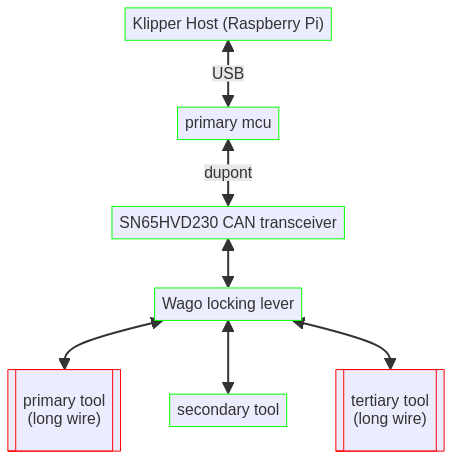 Klipper Host (Raspberry Pi)
USB
primary mcu
dupont
SN65HVD230 CAN transceiver
Wago locking lever
primary tool
(long wire)
secondary tool
tertiary tool
(long wire)